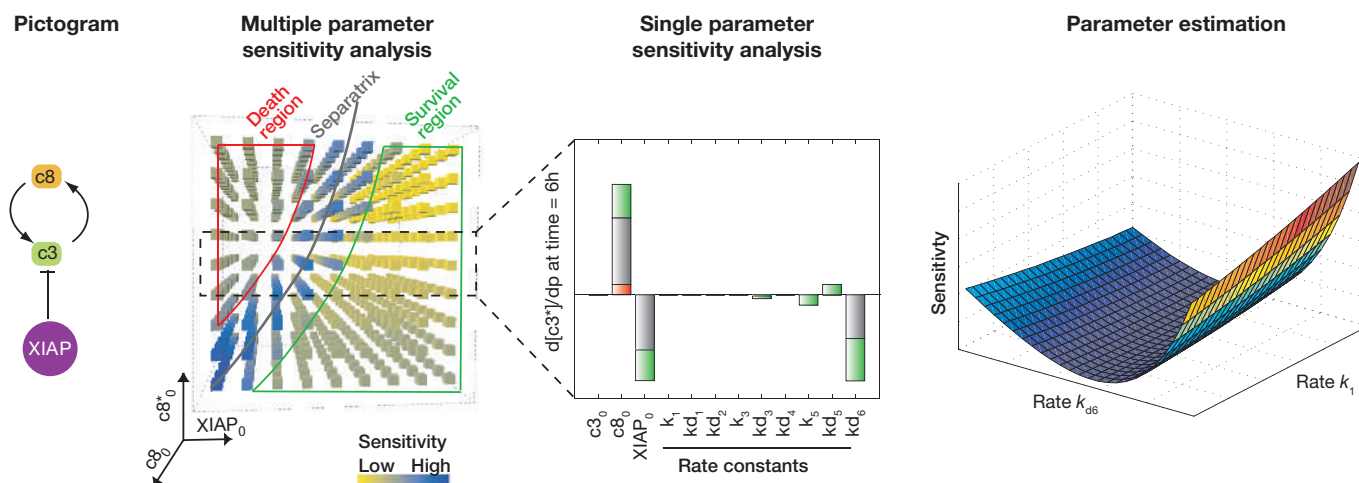 Pictogram
Multiple parameter
sensitivity analysis
Single parameter
sensitivity analysis
Parameter estimation
c8
c3
XIAP
Death
region
Separatrix
Survival
region
c8*0
XIAP0
c80
Sensitivity
Low High
d[c3*]/dp at time = 6h
c30
c80
XIAP0
k1
kd1
kd2
k3
kd3
kd4
k5
kd5
kd6
Rate constants
Sensitivty
Rate kd6
Rate k1